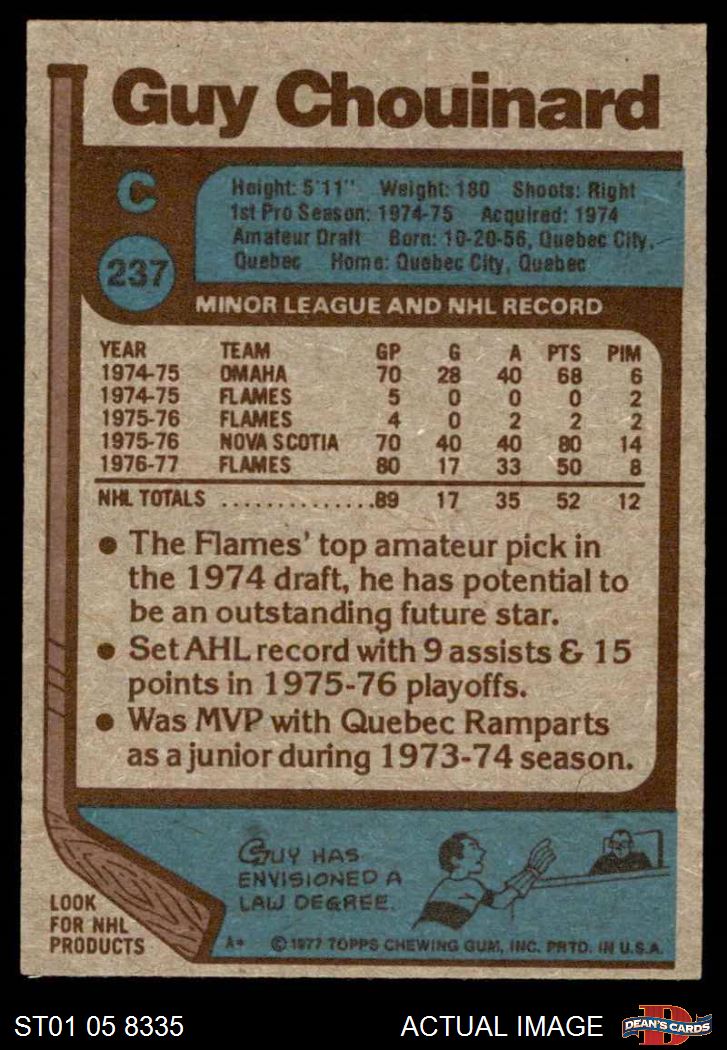 Guy Chouinard
C
237
Height: 5'11" Weight: 180 Shoots: Right
1st Pro Season: 1974-75 Acquired: 1974
Amateur Draft Born: 10-20-56, Quebec City,
Quebec Home: Quebec City, Quebec
MINOR LEAGUE AND NHL RECORD
YEAR TEAM GP G A PTS PIM
1974-75 OMAHA 70 28 40 68 6
1974-75 FLAMES 5 0 0 0 2
1975-76 FLAMES 4 0 2 2 2
1975-76 NOVA SCOTIA 70 40 40 80 14
1976-77 FLAMES 80 17 33 50 8
NHL TOTALS ..............89 17 35 52 12
● The Flames' top amateur pick in
the 1974 draft, he has potential to
be an outstanding future star.
● Set AHL record with 9 assists & 15
points in 1975-76 playoffs.
● Was MVP with Quebec Ramparts
as a junior during 1973-74 season.
GUY HAS
ENVISIONED A
LAW DEGREE.
LOOK
FOR NHL
PRODUCTS
A* © 1977 TOPPS CHEWING GUM, INC. PRTD. IN U.S.A.
ST01 05 8335 ACTUAL IMAGE
D
DEAN'S CARDS